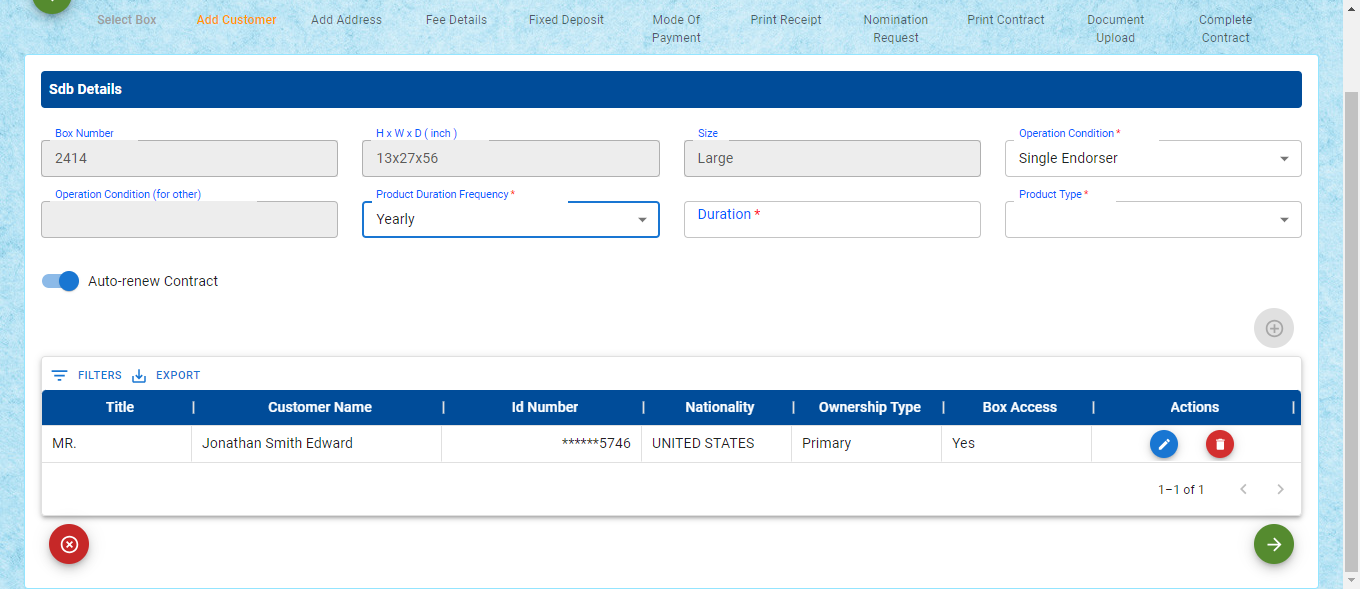 Select Box Add Customer Add Address Fee Details Fixed Deposit Mode Of Payment Print Receipt Nomination Request Print Contract Document Upload Complete Contract
Sdb Details
Box Number H x W x D ( inch ) Size Operation Condition *
2414 13x27x56 Large Single Endorser
Operation Condition (for other) Product Duration Frequency * Product Type *
Yearly Duration *
Auto-renew Contract
FILTERS EXPORT
Title | Customer Name | Id Number | Nationality | Ownership Type | Box Access | Actions |
MR. Jonathan Smith Edward ******5746 UNITED STATES Primary Yes
1–1 of 1